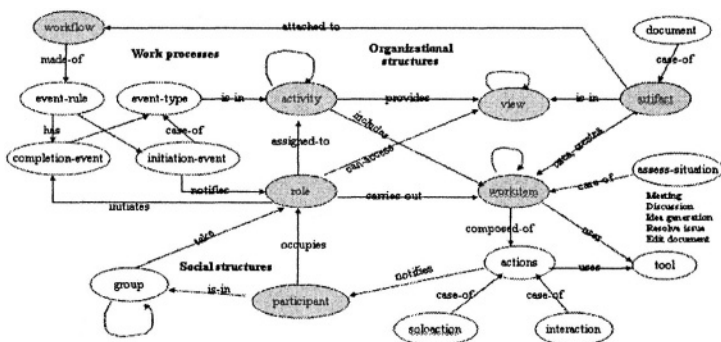 workflow
attached-to
document
made-of
Work processes
Organizational
structures
case-of
event-rule
event-type
is-in
activity
provides
view
is-in
artifact
has
case-of
includes
completion-event
initiation-event
assigned-to
can-access
assess-situation
notifies
role
carries-out
workitem
case-of
initiates
Meeting
Discussion
Idea generation
Resolve issue
Edit document
composed-of
uses
occupies
Social structures
group
is-in
participant
notifies
actions
uses
tool
case-of
case-of
soloaction
interaction